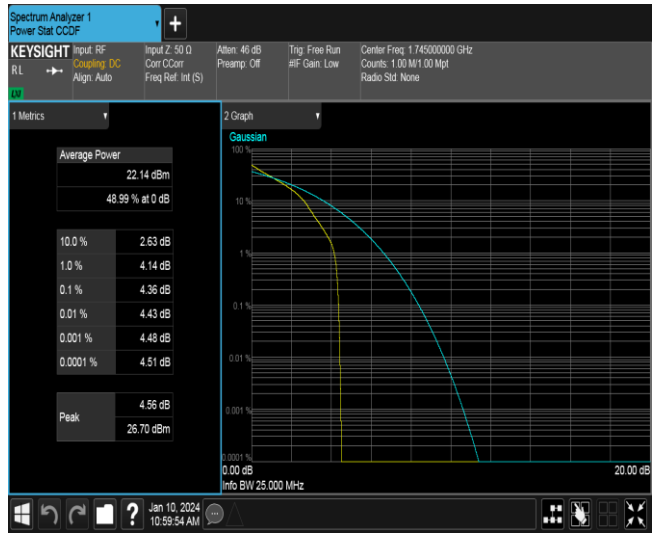 Spectrum Analyzer 1
Power Stat CCDF
+
KEYSIGHT
RL
LXI
Input: RF
Coupling: DC
Align: Auto
Input Z: 50 Ω
Corr CCorr
Freq Ref: Int (S)
Atten: 46 dB
Preamp: Off
Trig: Free Run
#IF Gain: Low
Center Freq: 1.745000000 GHz
Counts: 1.00 M/1.00 Mpt
Radio Std: None
1 Metrics
Average Power
22.14 dBm
48.99 % at 0 dB
10.0 % 2.63 dB
1.0 % 4.14 dB
0.1 % 4.36 dB
0.01 % 4.43 dB
0.001 % 4.48 dB
0.0001 % 4.51 dB
Peak
4.56 dB
26.70 dBm
2 Graph
Gaussian
100 %
10 %
1 %
0.1 %
0.01 %
0.001 %
0.0001 %
0.00 dB 20.00 dB
Info BW 25.000 MHz
?
Jan 10, 2024
10:59:54 AM